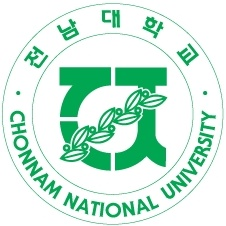 전남대학교
CHONNAM NATIONAL UNIVERSITY